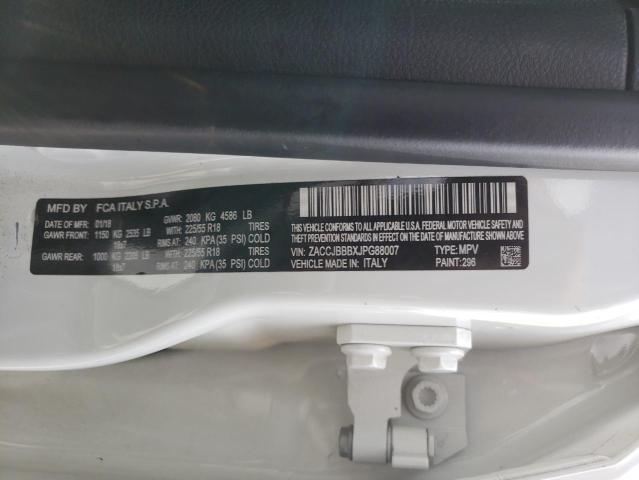 MFD BY FCA ITALY S.P.A.
DATE OF MFR: 01/18 GVWR: 2080 KG 4586 LB
GAWR FRONT: 1150 KG 2535 LB WITH: 225/55 R18 TIRES
18x7 RIMS AT: 240 KPA(35 PSI) COLD
GAWR REAR: 1000 KG 2205 LB WITH: 225/55 R18 TIRES
18x7 RIMS AT: 240 KPA(35 PSI) COLD
THIS VEHICLE CONFORMS TO ALL APPLICABLE U.S.A. FEDERAL MOTOR VEHICLE SAFETY,
BUMPER AND THEFT PREVENTION STANDARDS IN EFFECT ON THE DATE OF MANUFACTURE SHOWN ABOVE.
VIN: ZACCJBBBXJPG88007 TYPE: MPV
VEHICLE MADE IN: ITALY PAINT: 296